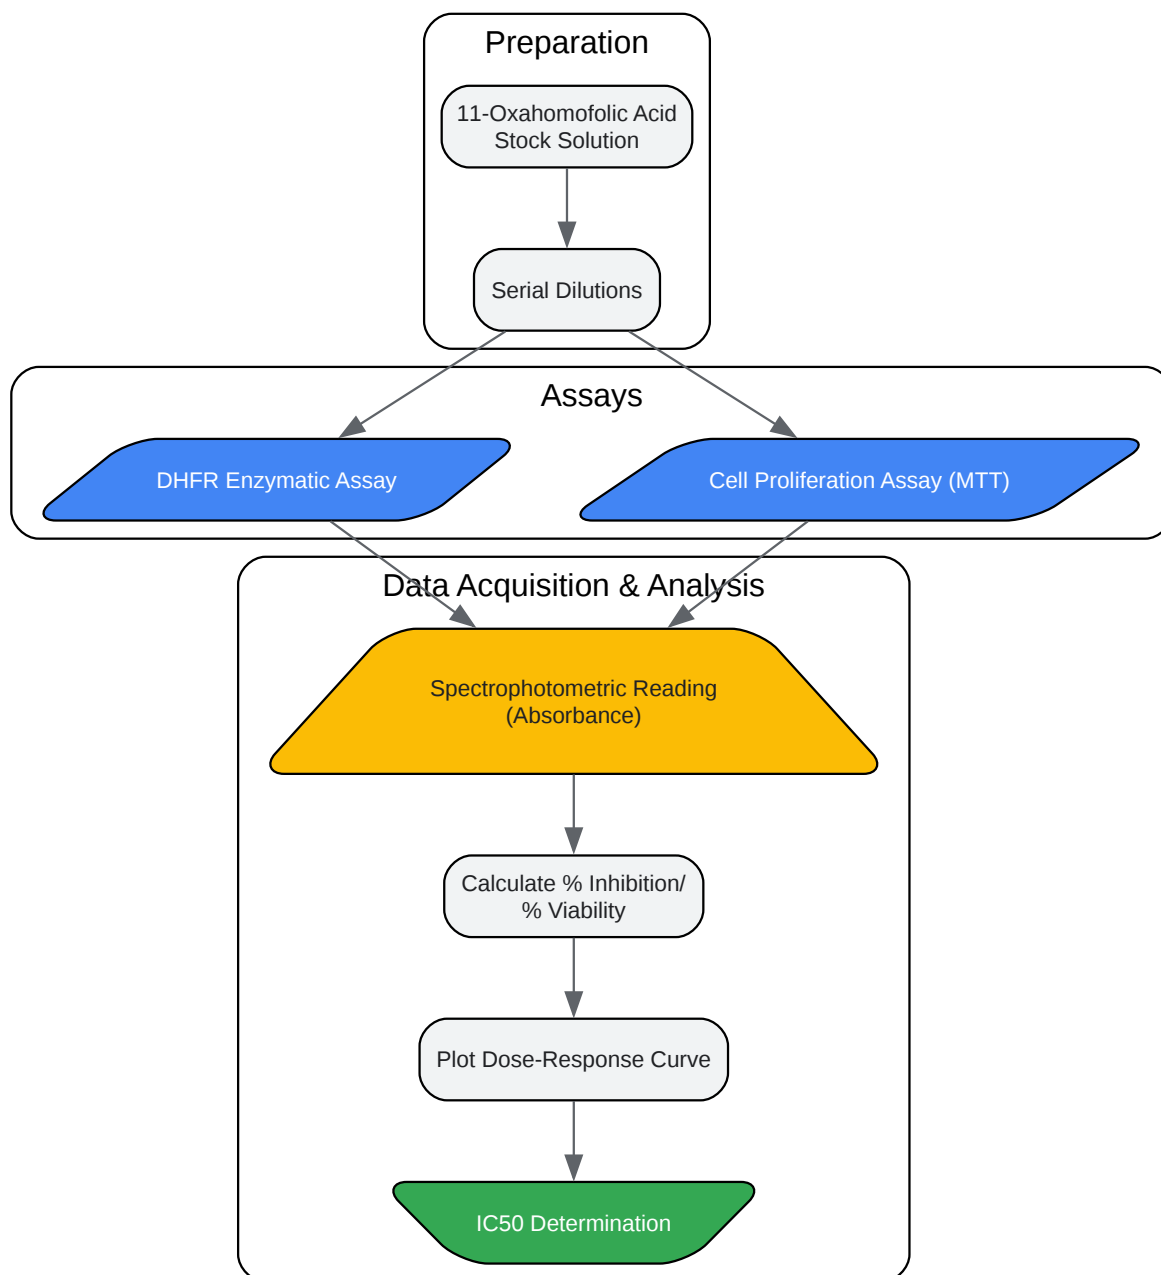 Preparation
11-Oxahomofolic Acid
Stock Solution
Serial Dilutions
Assays
DHFR Enzymatic Assay
Cell Proliferation Assay (MTT)
Data Acquisition & Analysis
Spectrophotometric Reading
(Absorbance)
Calculate % Inhibition/
% Viability
Plot Dose-Response Curve
IC50 Determination